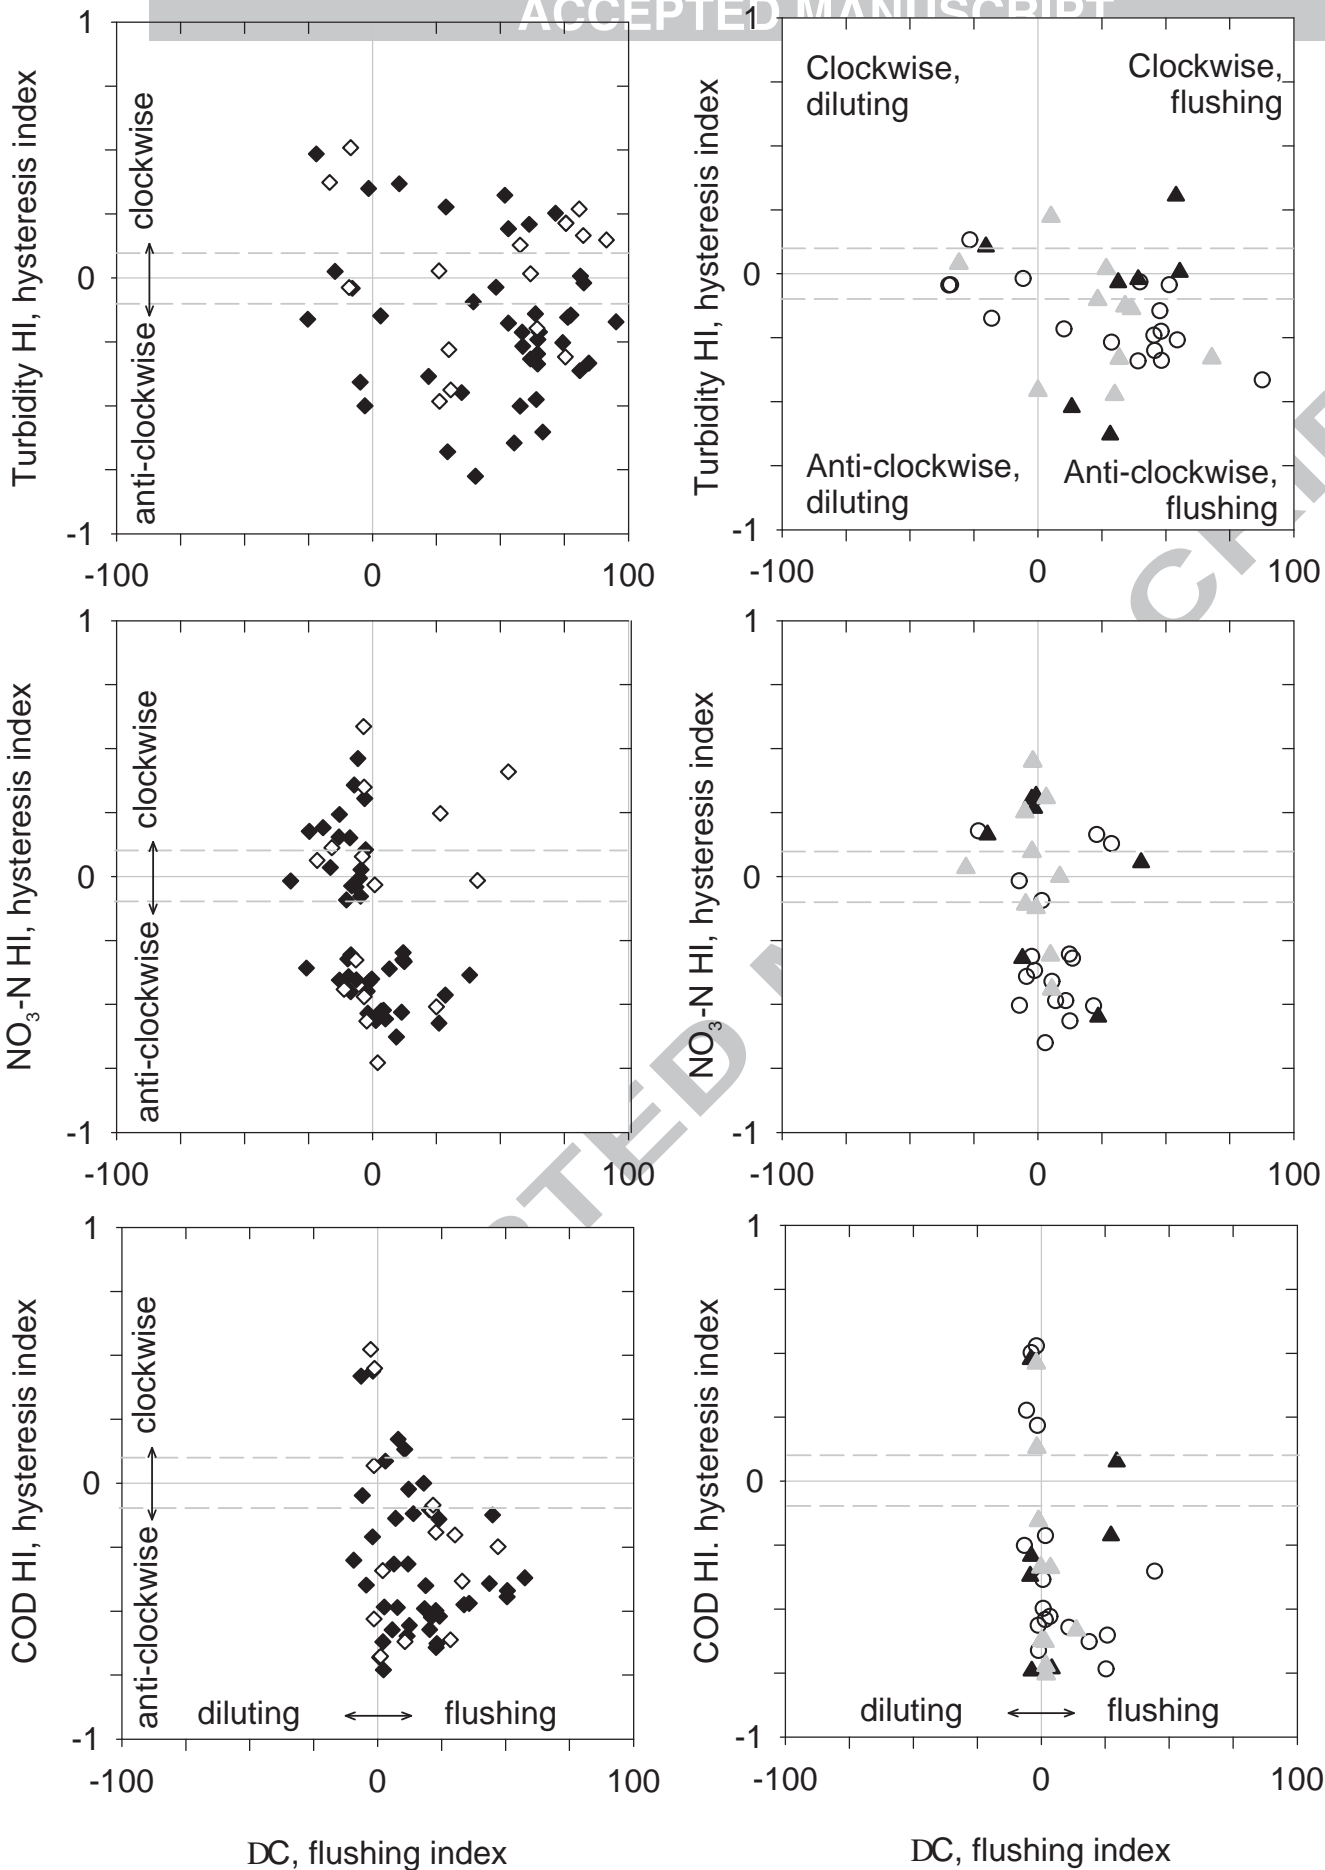 ACCEPTED MANUSCRIPT
1
0
-1
-100
0
100
Turbidity HI, hysteresis index
clockwise
anti-clockwise
1
0
-1
-100
0
100
Turbidity HI, hysteresis index
Clockwise,
diluting
Clockwise,
flushing
Anti-clockwise,
diluting
Anti-clockwise,
flushing
1
0
-1
-100
0
100
NO3-N HI, hysteresis index
clockwise
anti-clockwise
1
0
-1
-100
0
100
NO3-N HI, hysteresis index
1
0
-1
-100
0
100
COD HI, hysteresis index
clockwise
anti-clockwise
diluting
flushing
DC, flushing index
1
0
-1
-100
0
100
COD HI. hysteresis index
diluting
flushing
DC, flushing index